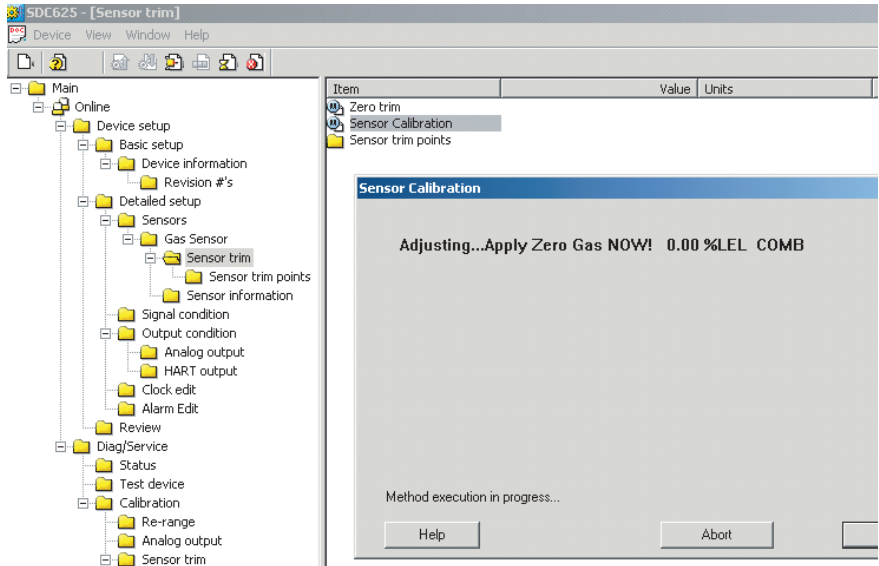 SDC625 - [Sensor trim]
Device View Window Help
Main
Online
Device setup
Basic setup
Device information
Revision #'s
Detailed setup
Sensors
Gas Sensor
Sensor trim
Sensor trim points
Sensor information
Signal condition
Output condition
Analog output
HART output
Clock edit
Alarm Edit
Review
Diag/Service
Status
Test device
Calibration
Re-range
Analog output
Sensor trim
Item Value Units
Zero trim
Sensor Calibration
Sensor trim points
Sensor Calibration
Adjusting...Apply Zero Gas NOW! 0.00 %LEL COMB
Method execution in progress...
Help Abort